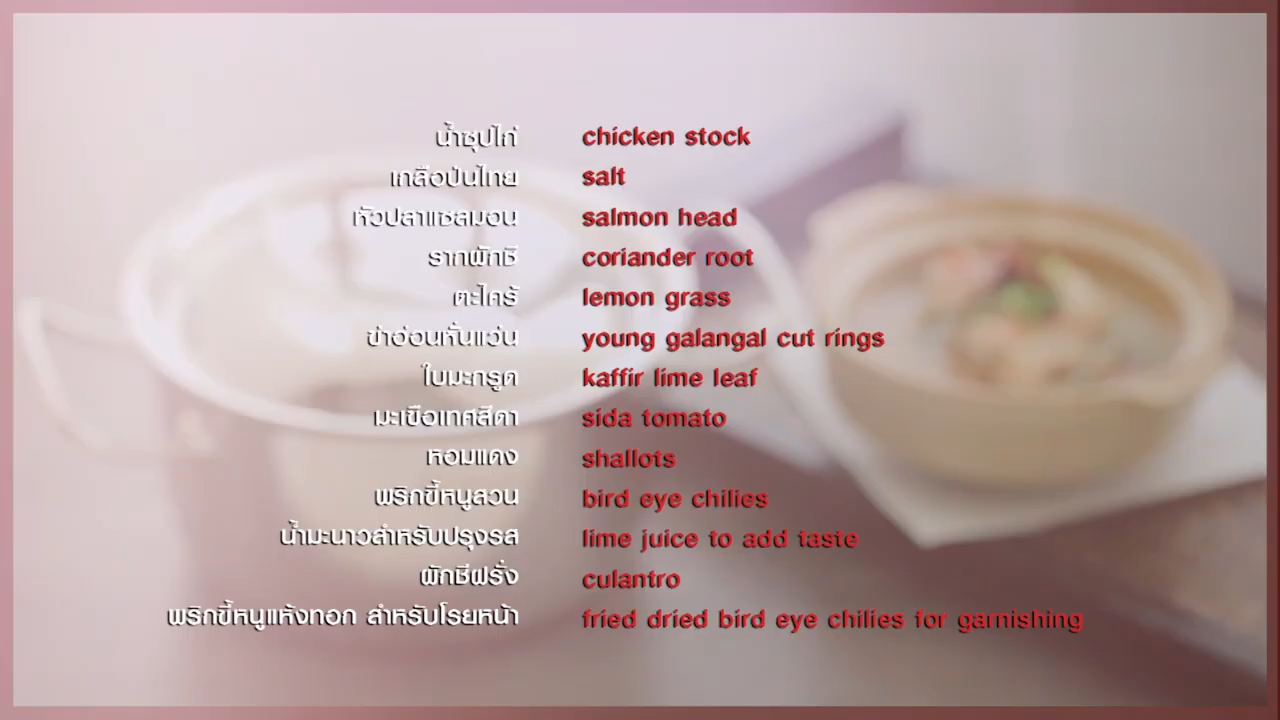 น้ำซุปไก่ chicken stock
เกลือป่นไทย salt
หัวปลาแซลมอน salmon head
รากผักชี coriander root
ตะไคร้ lemon grass
ข่าอ่อนหั่นแว่น young galangal cut rings
ใบมะกรูด kaffir lime leaf
มะเขือเทศสีดา sida tomato
หอมแดง shallots
พริกขี้หนูสวน bird eye chilies
น้ำมะนาวสำหรับปรุงรส lime juice to add taste
ผักชีฝรั่ง culantro
พริกขี้หนูแห้งทอก สำหรับโรยหน้า fried dried bird eye chilies for garnishing